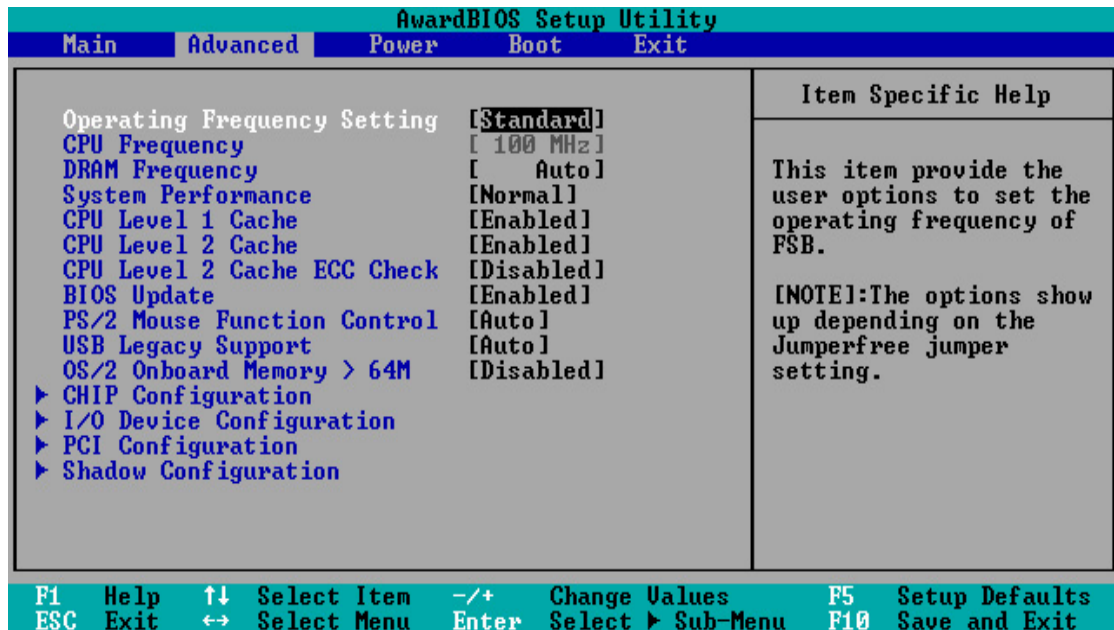 AwardBIOS Setup Utility
Main Advanced Power Boot Exit
Operating Frequency Setting [Standard]
CPU Frequency [ 100 MHz]
DRAM Frequency [ Auto]
System Performance [Normal]
CPU Level 1 Cache [Enabled]
CPU Level 2 Cache [Enabled]
CPU Level 2 Cache ECC Check [Disabled]
BIOS Update [Enabled]
PS/2 Mouse Function Control [Auto]
USB Legacy Support [Auto]
OS/2 Onboard Memory > 64M [Disabled]
▶ CHIP Configuration
▶ I/O Device Configuration
▶ PCI Configuration
▶ Shadow Configuration
Item Specific Help
This item provide the
user options to set the
operating frequency of
FSB.
[NOTE]:The options show
up depending on the
Jumperfree jumper
setting.
F1 Help ↑↓ Select Item -/+ Change Values F5 Setup Defaults
ESC Exit ↔ Select Menu Enter Select ▶ Sub-Menu F10 Save and Exit